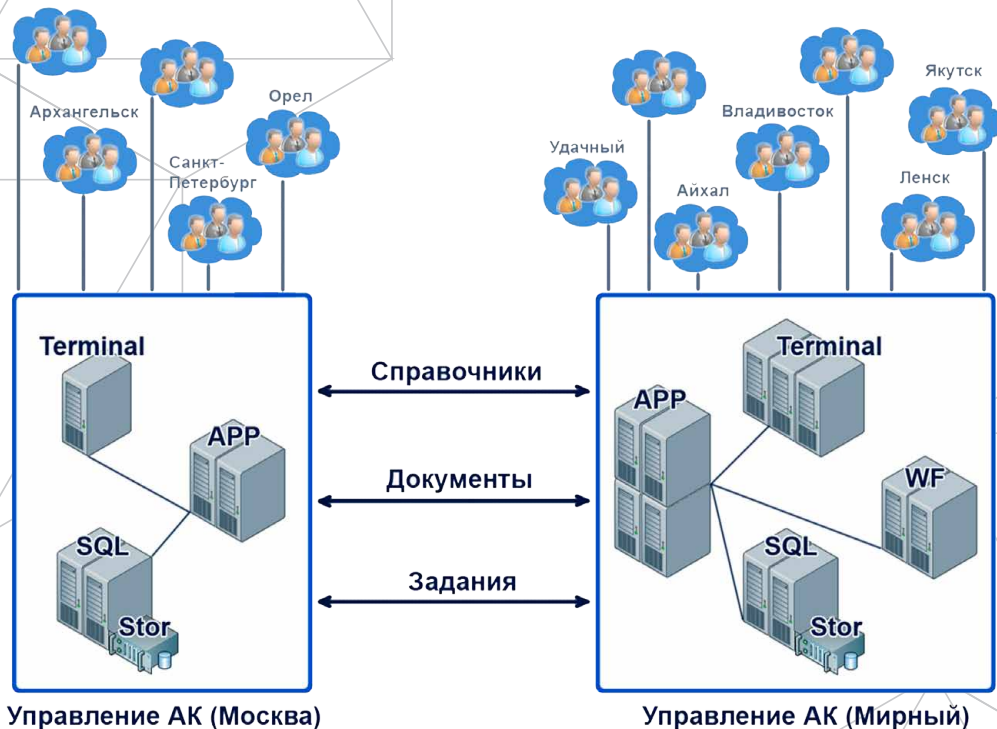 Архангельск
Орел
Санкт-
Петербург
Удачный
Айхал
Владивосток
Якутск
Ленск
Terminal
APP
SQL
Stor
Справочники
Документы
Задания
Terminal
APP
WF
SQL
Stor
Управление АК (Москва)
Управление АК (Мирный)